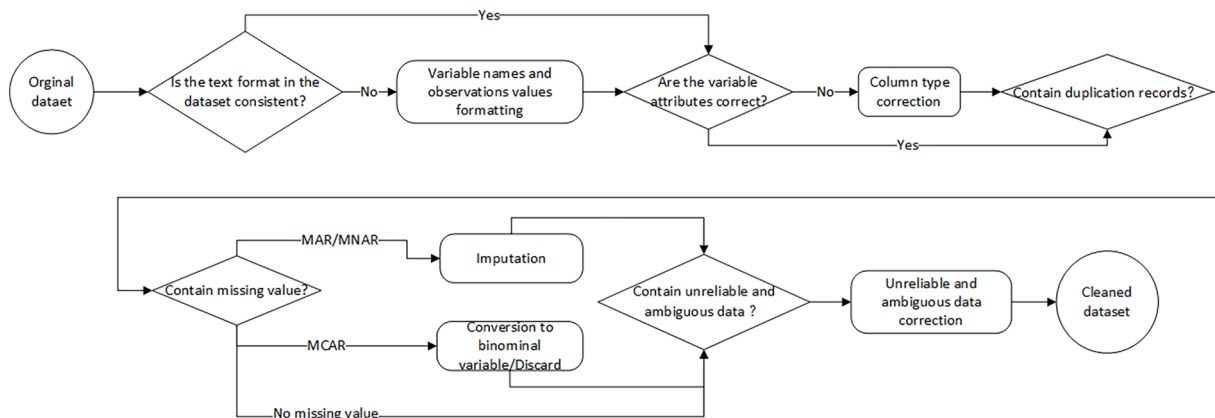 Yes
Orginal
dataet
Is the text format in the
dataset consistent?
No
Variable names and
observations values
formatting
Are the variable
attributes correct?
No
Column type
correction
Contain duplication records?
Yes
MAR/MNAR
Imputation
Contain missing value?
Contain unreliable and
ambiguous data ?
Unreliable and
ambiguous data
correction
Cleaned
dataset
MCAR
Conversion to
binominal
variable/Discard
No missing value